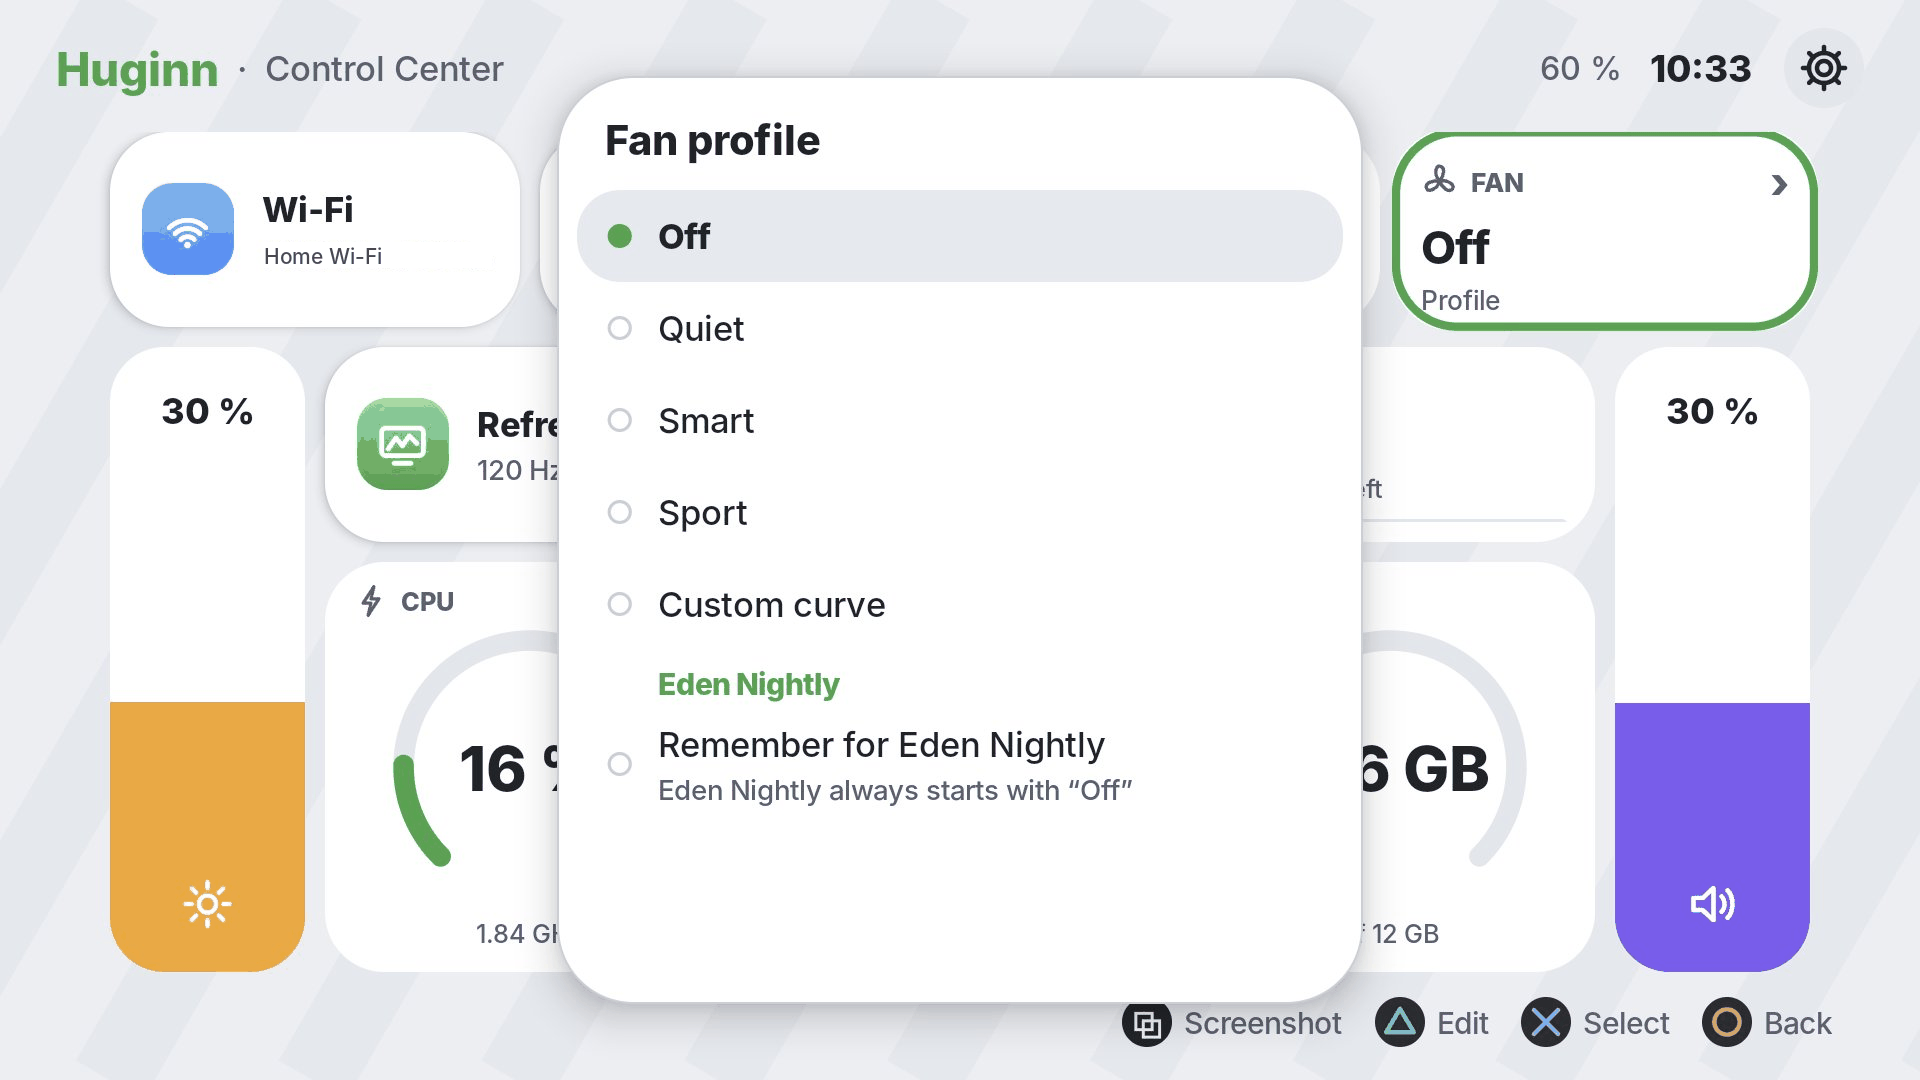 Huginn · Control Center
60 % 10:33
Wi-Fi
Home Wi-Fi
FAN
Off
Profile
Fan profile
Off
Quiet
Smart
Sport
Custom curve
Eden Nightly
Remember for Eden Nightly
Eden Nightly always starts with “Off”
30 %
120 Hz
30 %
CPU
16 %
1.84
6 GB
12 GB
Screenshot
Edit
Select
Back